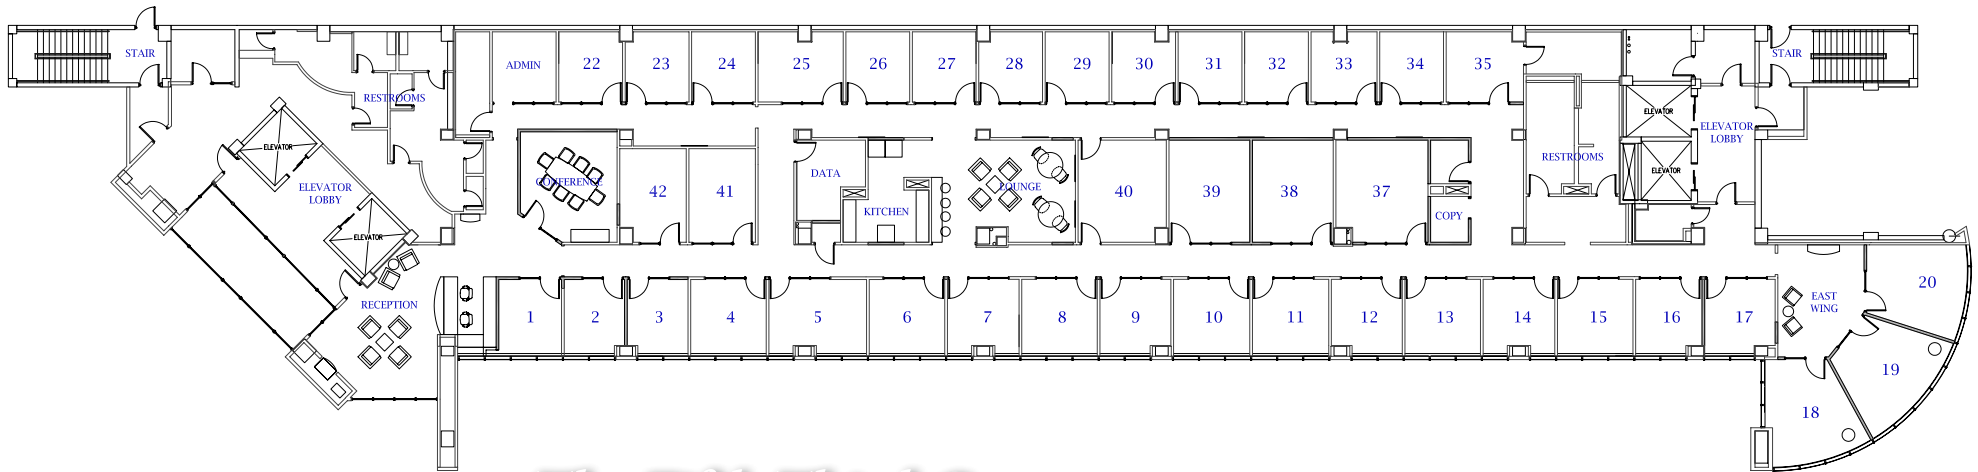 STAIR
ADMIN
22
23
24
25
26
27
28
29
30
31
32
33
34
35
STAIR
RESTROOMS
ELEVATOR
ELEVATOR
LOBBY
ELEVATOR
CONFERENCE
42
41
DATA
KITCHEN
LOUNGE
40
39
38
37
COPY
RESTROOMS
ELEVATOR
ELEVATOR
ELEVATOR
LOBBY
RECEPTION
1
2
3
4
5
6
7
8
9
10
11
12
13
14
15
16
17
EAST
WING
20
19
18